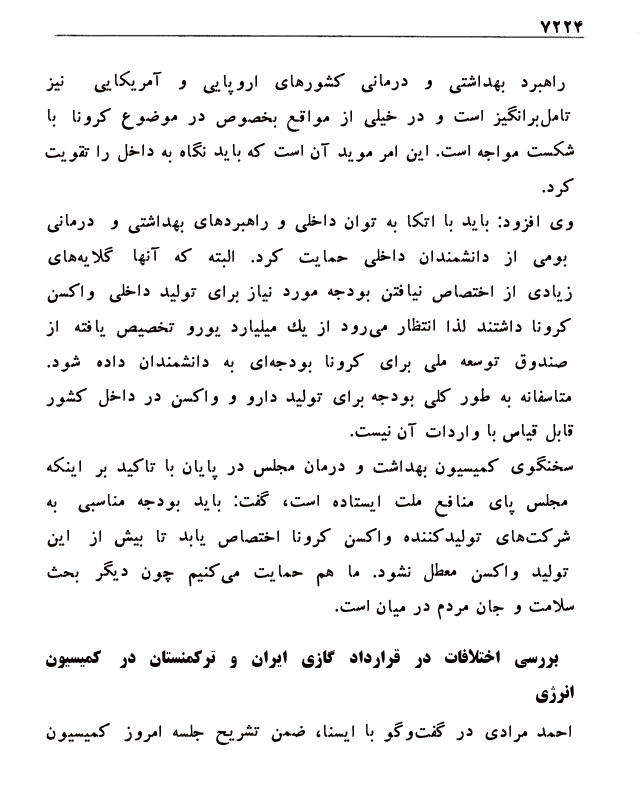 ۷۲۲۴
راهبرد بهداشتی و درمانی کشورهای اروپایی و آمریکایی نیز
تامل‌برانگیز است و در خیلی از مواقع بخصوص در موضوع کرونا با
شکست مواجه است. این امر موید آن است که باید نگاه به داخل را تقویت
کرد.
وی افزود: باید با اتکا به توان داخلی و راهبردهای بهداشتی و درمانی
بومی از دانشمندان داخلی حمایت کرد. البته که آنها گلایه‌های
زیادی از اختصاص نیافتن بودجه مورد نیاز برای تولید داخلی واکسن
کرونا داشتند لذا انتظار می‌رود از یك میلیارد یورو تخصیص یافته از
صندوق توسعه ملی برای کرونا بودجه‌ای به دانشمندان داده شود.
متاسفانه به طور کلی بودجه برای تولید دارو و واکسن در داخل کشور
قابل قیاس با واردات آن نیست.
سخنگوی کمیسیون بهداشت و درمان مجلس در پایان با تاکید بر اینکه
مجلس پای منافع ملت ایستاده است، گفت: باید بودجه مناسبی به
شرکت‌های تولیدکننده واکسن کرونا اختصاص یابد تا بیش از این
تولید واکسن معطل نشود. ما هم حمایت می‌کنیم چون دیگر بحث
سلامت و جان مردم در میان است.
بررسی اختلافات در قرارداد گازی ایران و ترکمنستان در کمیسیون
انرژی
احمد مرادی در گفت‌وگو با ایسنا، ضمن تشریح جلسه امروز کمیسیون